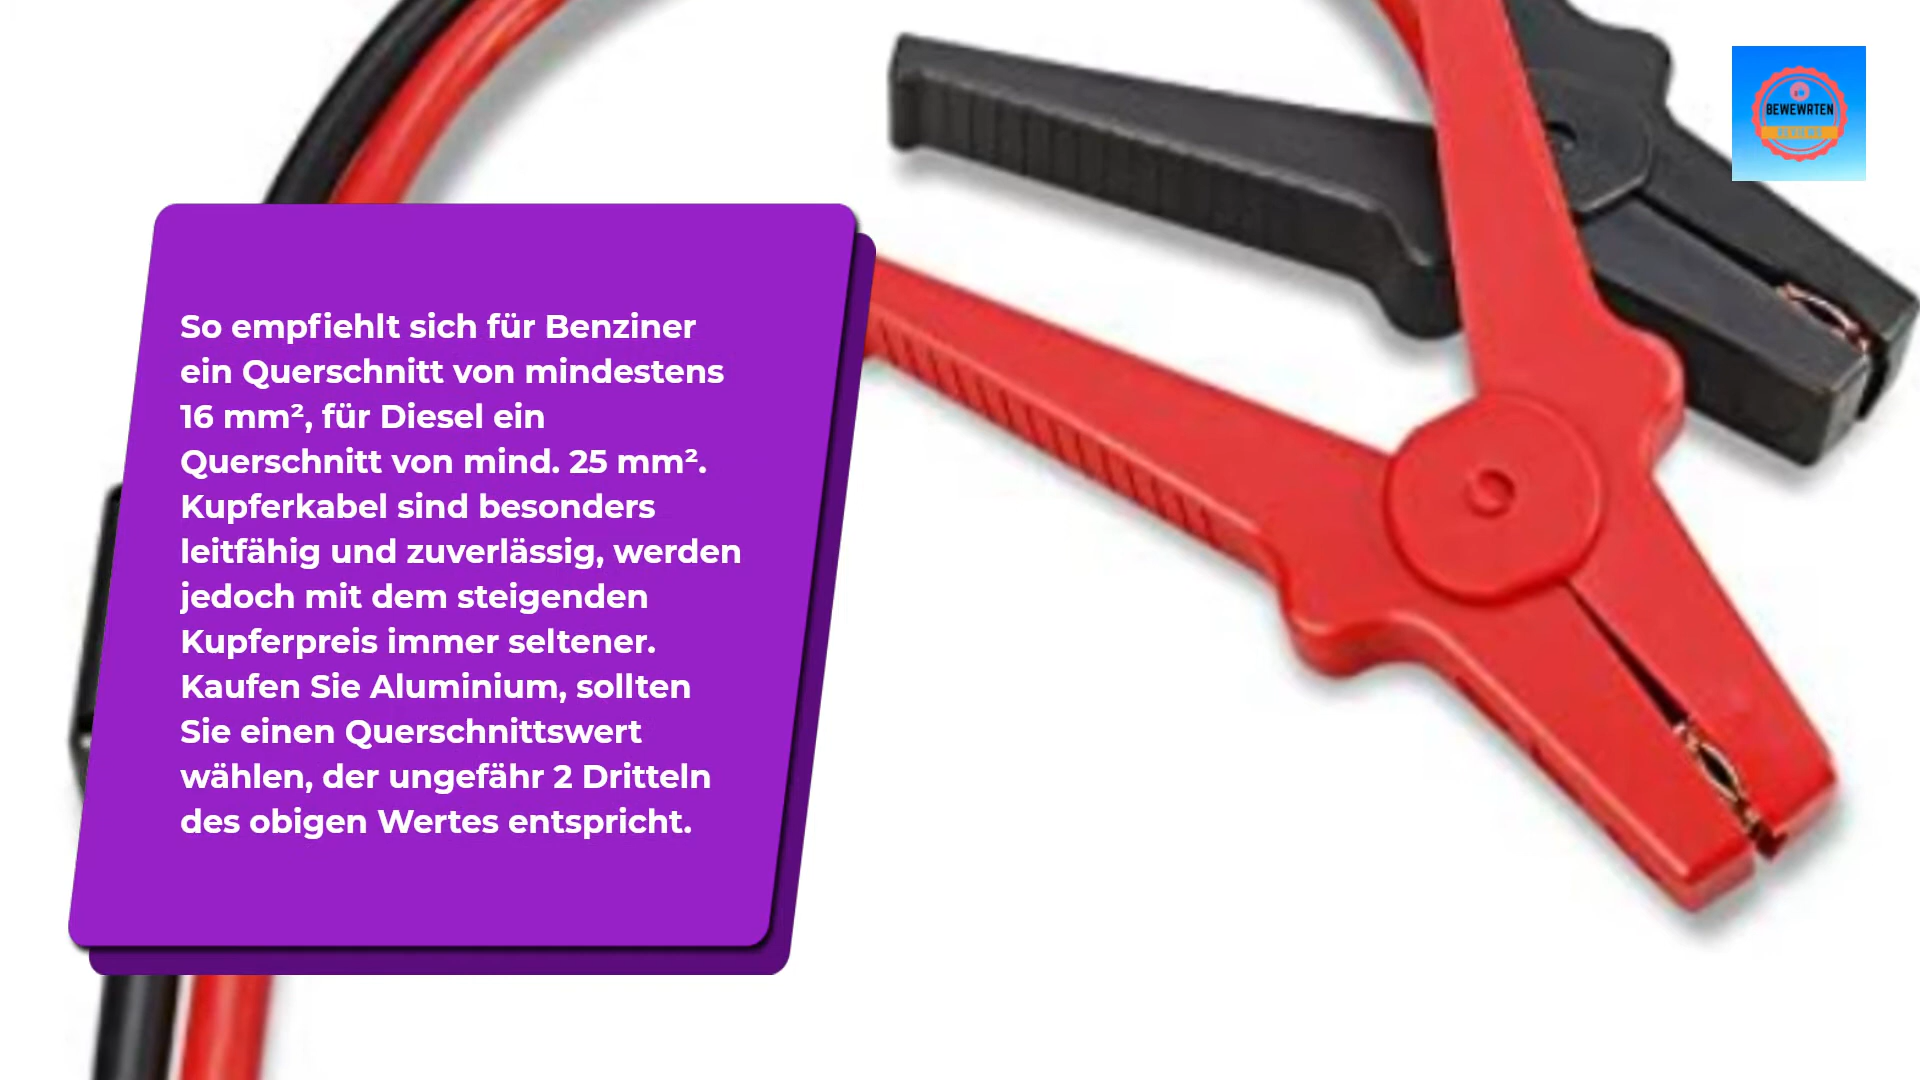 So empfiehlt sich für Benziner
ein Querschnitt von mindestens
16 mm², für Diesel ein
Querschnitt von mind. 25 mm².
Kupferkabel sind besonders
leitfähig und zuverlässig, werden
jedoch mit dem steigenden
Kupferpreis immer seltener.
Kaufen Sie Aluminium, sollten
Sie einen Querschnittswert
wählen, der ungefähr 2 Dritteln
des obigen Wertes entspricht.
BEWEWRTEN
REVIEWS